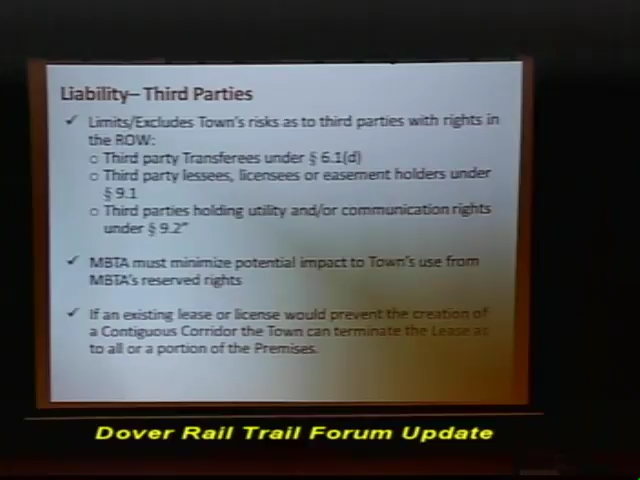 Liability– Third Parties
✓ Limits/Excludes Town's risks as to third parties with rights in
the ROW:
o Third party Transferees under § 6.1(d)
o Third party lessees, licensees or easement holders under
§ 9.1
o Third parties holding utility and/or communication rights
under § 9.2"
✓ MBTA must minimize potential impact to Town's use from
MBTA's reserved rights
✓ If an existing lease or license would prevent the creation of
a Contiguous Corridor the Town can terminate the Lease as
to all or a portion of the Premises.
Dover Rail Trail Forum Update